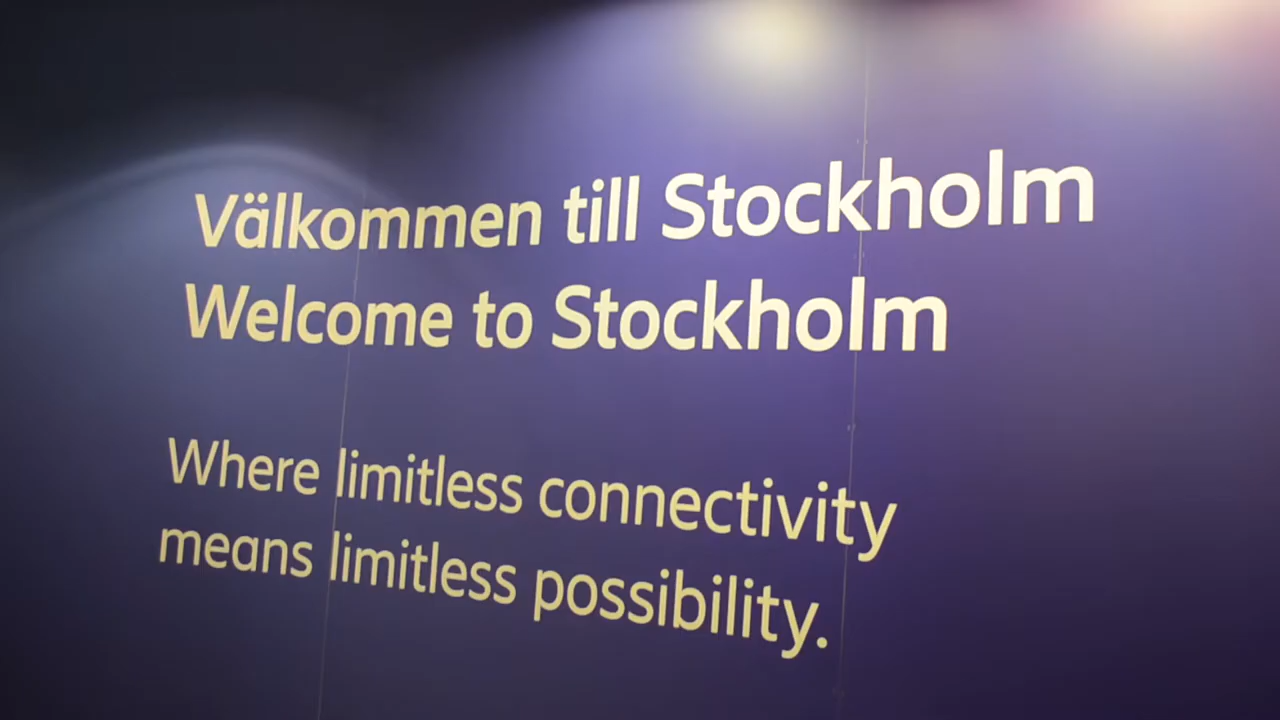 Välkommen till Stockholm
Welcome to Stockholm
Where limitless connectivity
means limitless possibility.